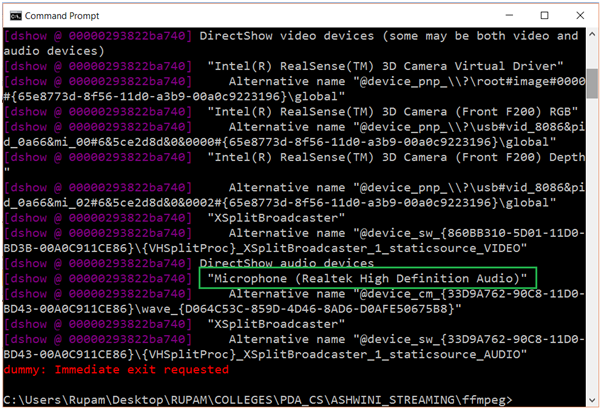 Command Prompt
[dshow @ 00000293822ba740] DirectShow video devices (some may be both video and
audio devices)
[dshow @ 00000293822ba740]  "Intel(R) RealSense(TM) 3D Camera Virtual Driver"
[dshow @ 00000293822ba740]     Alternative name "@device_pnp_\\?\root#image#0000
#{65e8773d-8f56-11d0-a3b9-00a0c9223196}\global"
[dshow @ 00000293822ba740]  "Intel(R) RealSense(TM) 3D Camera (Front F200) RGB"
[dshow @ 00000293822ba740]     Alternative name "@device_pnp_\\?\usb#vid_8086&pi
d_0a66&mi_00#6&5ce2d8d&0&0000#{65e8773d-8f56-11d0-a3b9-00a0c9223196}\global"
[dshow @ 00000293822ba740]  "Intel(R) RealSense(TM) 3D Camera (Front F200) Depth
"
[dshow @ 00000293822ba740]     Alternative name "@device_pnp_\\?\usb#vid_8086&pi
d_0a66&mi_02#6&5ce2d8d&0&0002#{65e8773d-8f56-11d0-a3b9-00a0c9223196}\global"
[dshow @ 00000293822ba740]  "XSplitBroadcaster"
[dshow @ 00000293822ba740]     Alternative name "@device_sw_{860BB310-5D01-11D0-
BD3B-00A0C911CE86}\{VHSplitProc}_XSplitBroadcaster_1_staticsource_VIDEO"
[dshow @ 00000293822ba740] DirectShow audio devices
[dshow @ 00000293822ba740]  "Microphone (Realtek High Definition Audio)"
[dshow @ 00000293822ba740]     Alternative name "@device_cm_{33D9A762-90C8-11D0-
BD43-00A0C911CE86}\wave_{D064C53C-859D-4D46-8AD6-D0AFE50675B8}"
[dshow @ 00000293822ba740]  "XSplitBroadcaster"
[dshow @ 00000293822ba740]     Alternative name "@device_sw_{33D9A762-90C8-11D0-
BD43-00A0C911CE86}\{VHSplitProc}_XSplitBroadcaster_1_staticsource_AUDIO"
dummy: Immediate exit requested
C:\Users\Rupam\Desktop\RUPAM\COLLEGES\PDA_CS\ASHWINI_STREAMING\ffmpeg>